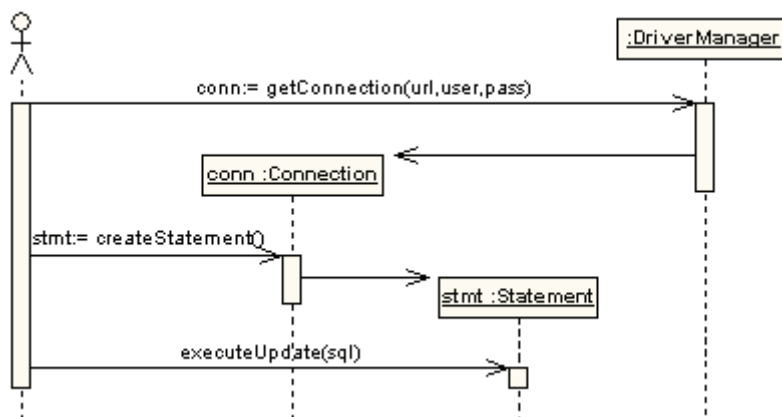 :DriverManager
conn:= getConnection(url,user,pass)
conn :Connection
stmt:= createStatement()
stmt :Statement
executeUpdate(sql)